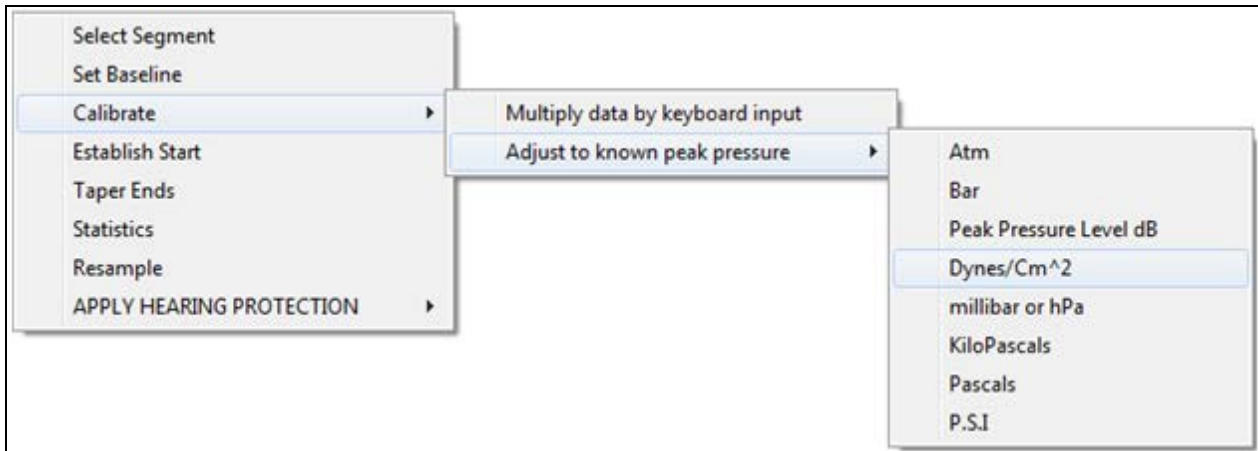 Select Segment
Set Baseline
Calibrate
Establish Start
Taper Ends
Statistics
Resample
APPLY HEARING PROTECTION
Multiply data by keyboard input
Adjust to known peak pressure
Atm
Bar
Peak Pressure Level dB
Dynes/Cm^2
millibar or hPa
KiloPascals
Pascals
P.S.I